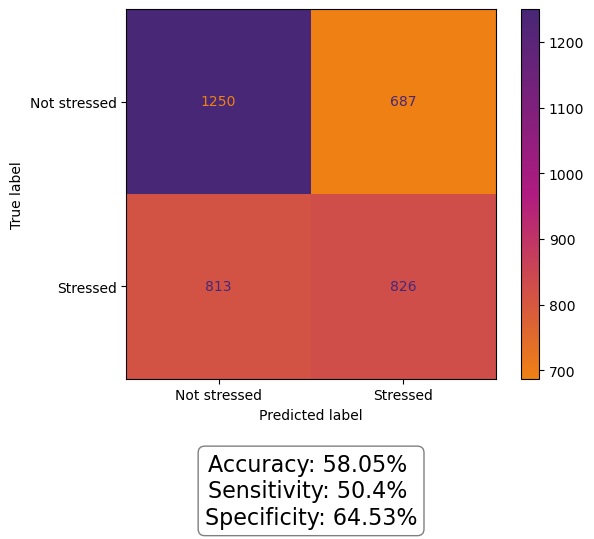 1200
1250
687
Not stressed
1100
1000
True label
900
Stressed
813
826
800
700
Not stressed
Stressed
Predicted label
Accuracy: 58.05%
Sensitivity: 50.4%
Specificity: 64.53%